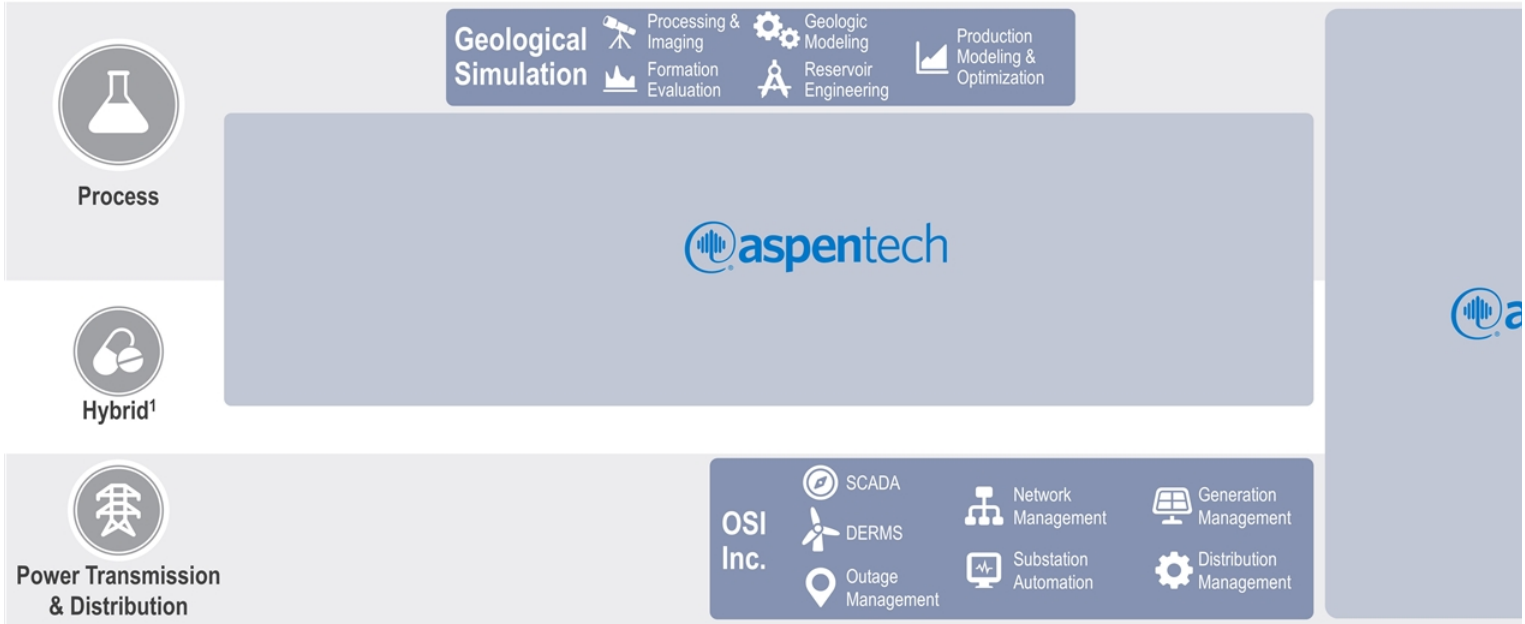 Geological
Simulation
Processing &
Imaging
Formation
Evaluation
Geologic
Modeling
Reservoir
Engineering
Production
Modeling &
Optimization
Process
aspentech
®
Hybrid¹
a
®
Power Transmission
& Distribution
OSI
Inc.
SCADA
DERMS
Outage
Management
Network
Management
Substation
Automation
Generation
Management
Distribution
Management